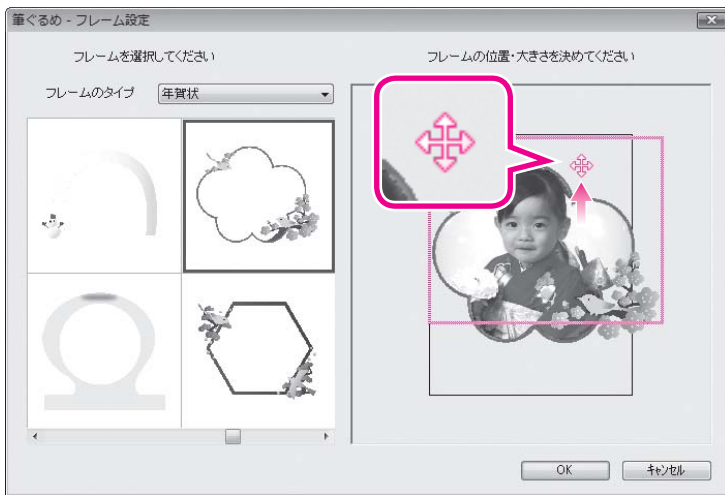 筆ぐるめ - フレーム設定
フレームを選択してください
フレームの位置・大きさを決めてください
フレームのタイプ
年賀状
OK
キャンセル